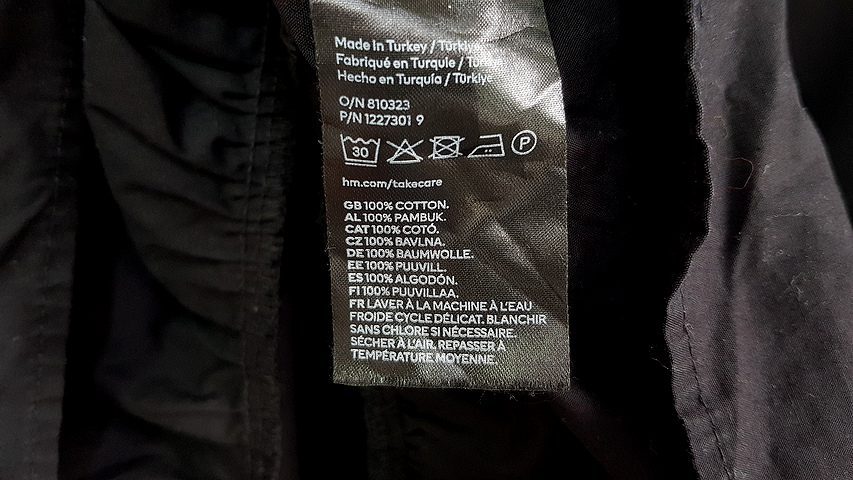 Made in Turkey / Türkiye
Fabriqué en Turquie / Türkiye
Hecho en Turquía / Türkiye
O/N 810323
P/N 1227301 9
30 P
hm.com/takecare
GB 100% COTTON.
AL 100% PAMBUK.
CAT 100% COTÓ.
CZ 100% BAVLNA.
DE 100% BAUMWOLLE.
EE 100% PUUVILL.
ES 100% ALGODÓN.
FI 100% PUUVILLAA.
FR LAVER À LA MACHINE À L'EAU
FROIDE CYCLE DÉLICAT. BLANCHIR
SANS CHLORE SI NÉCESSAIRE.
SÉCHER À L'AIR. REPASSER À
TEMPÉRATURE MOYENNE.